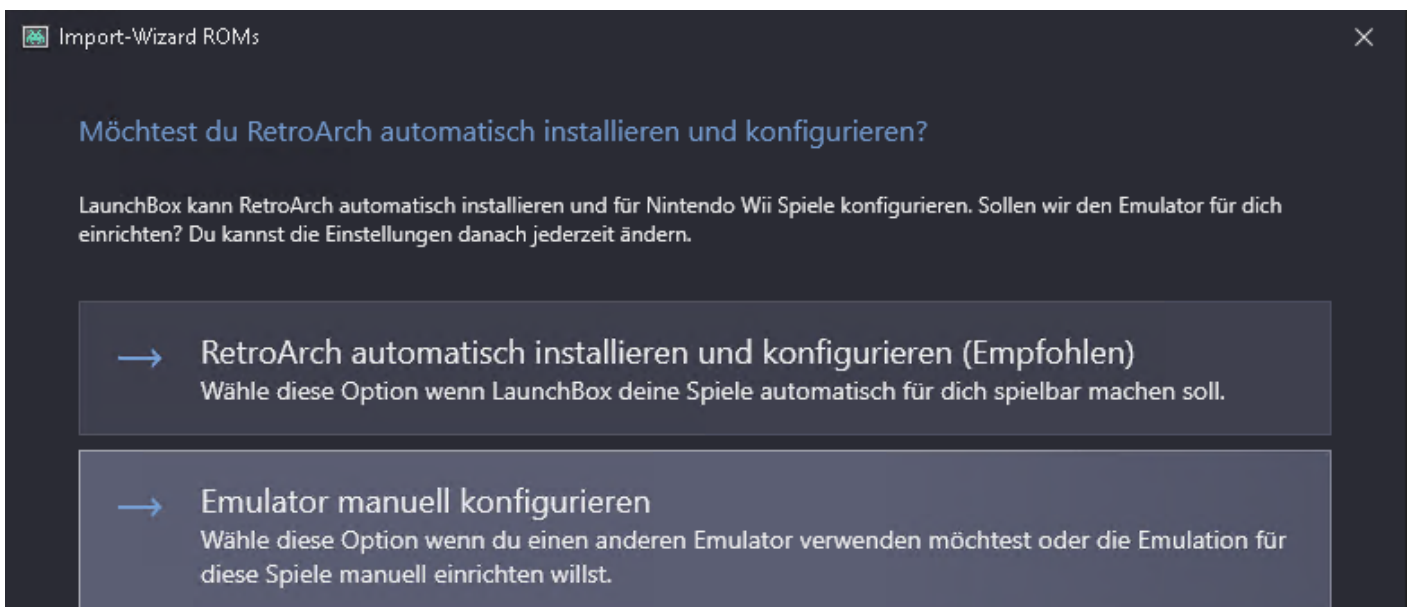 Import-Wizard ROMs
Möchtest du RetroArch automatisch installieren und konfigurieren?
LaunchBox kann RetroArch automatisch installieren und für Nintendo Wii Spiele konfigurieren. Sollen wir den Emulator für dich
einrichten? Du kannst die Einstellungen danach jederzeit ändern.
RetroArch automatisch installieren und konfigurieren (Empfohlen)
Wähle diese Option wenn LaunchBox deine Spiele automatisch für dich spielbar machen soll.
Emulator manuell konfigurieren
Wähle diese Option wenn du einen anderen Emulator verwenden möchtest oder die Emulation für
diese Spiele manuell einrichten willst.